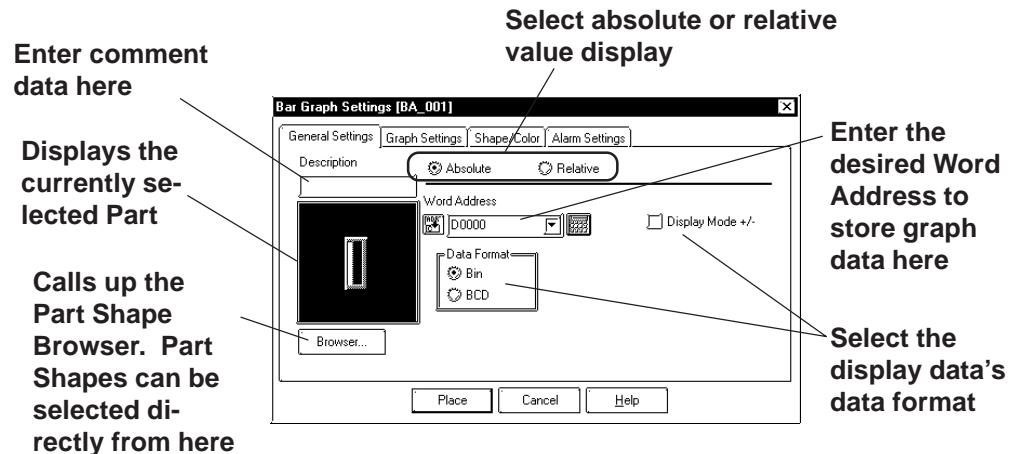 Select absolute or relative
value display
Enter comment
data here
Displays the
currently se-
lected Part
Calls up the
Part Shape
Browser. Part
Shapes can be
selected di-
rectly from here
Bar Graph Settings [BA_001]
General Settings Graph Settings Shape/Color Alarm Settings
Description
Absolute Relative
Word Address
D0000
Display Mode +/-
Data Format
Bin
BCD
Browser...
Place Cancel Help
Enter the
desired Word
Address to
store graph
data here
Select the
display data's
data format